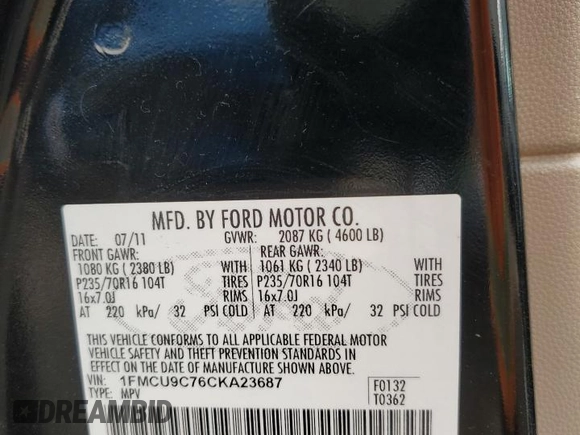 MFD. BY FORD MOTOR CO.
DATE: 07/11 GVWR: 2087 KG ( 4600 LB)
FRONT GAWR: REAR GAWR:
1080 KG ( 2380 LB) WITH 1061 KG ( 2340 LB) WITH
P235/70R16 104T TIRES P235/70R16 104T TIRES
16x7.0J RIMS 16x7.0J RIMS
AT 220 kPa/ 32 PSI COLD AT 220 kPa/ 32 PSI COLD
THIS VEHICLE CONFORMS TO ALL APPLICABLE FEDERAL MOTOR
VEHICLE SAFETY AND THEFT PREVENTION STANDARDS IN
EFFECT ON THE DATE OF MANUFACTURE SHOWN ABOVE.
VIN: 1FMCU9C76CKA23687 F0132
TYPE: MPV T0362
DREAMBID